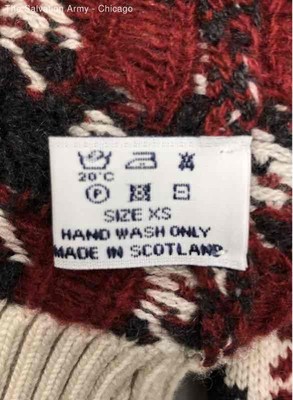 The Salvation Army - Chicago
20°C
P
SIZE XS
HAND WASH ONLY
MADE IN SCOTLAND